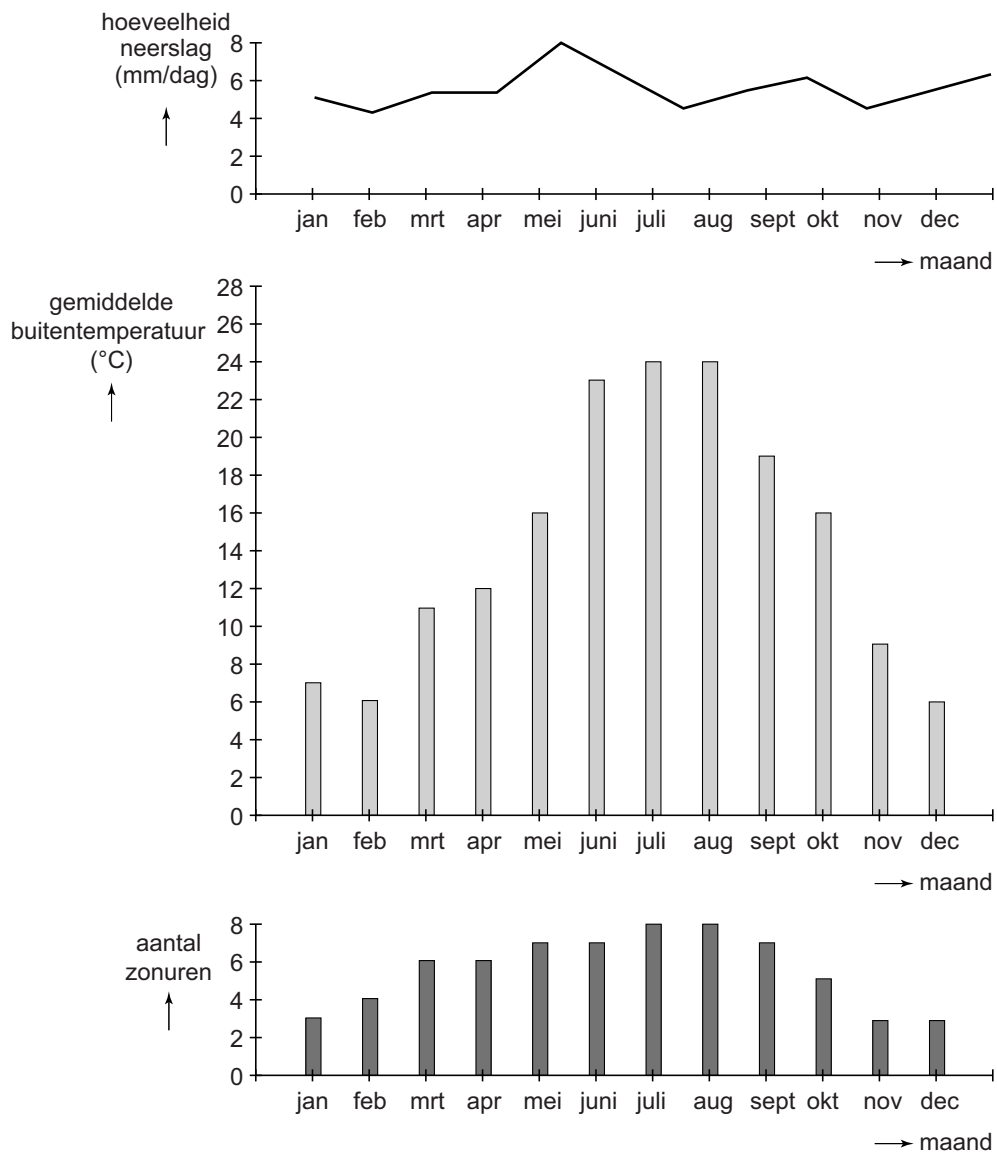 hoeveelheid
neerslag
(mm/dag)
8
6
4
2
0
jan feb mrt apr mei juni juli aug sept okt nov dec
maand
gemiddelde
buitentemperatuur
(°C)
28
26
24
22
20
18
16
14
12
10
8
6
4
2
0
jan feb mrt apr mei juni juli aug sept okt nov dec
maand
aantal
zonuren
8
6
4
2
0
jan feb mrt apr mei juni juli aug sept okt nov dec
maand